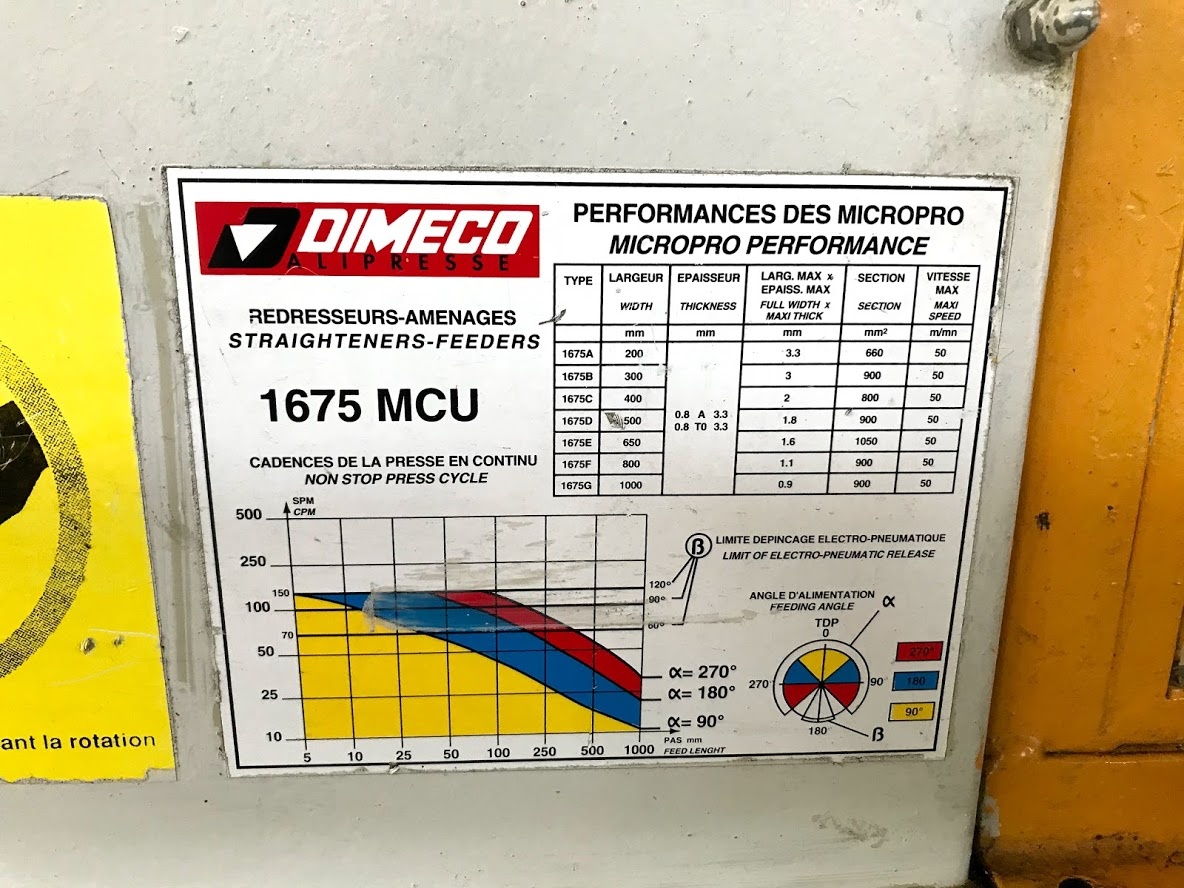 DIMECO
ALIPRESSE
REDRESSEURS-AMENAGES
STRAIGHTENERS-FEEDERS
1675 MCU
PERFORMANCES DES MICROPRO
MICROPRO PERFORMANCE
TYPE LARGEUR EPAISSEUR LARG. MAX x SECTION VITESSE
EPAISS. MAX MAX
WIDTH THICKNESS FULL WIDTH x SECTION MAXI
MAXI THICK SPEED
mm mm mm mm² m/mn
1675A 200 3.3 660 50
1675B 300 3 900 50
1675C 400 2 800 50
1675D 500 0.8 A 3.3 1.8 900 50
0.8 TO 3.3
1675E 650 1.6 1050 50
1675F 800 1.1 900 50
1675G 1000 0.9 900 50
CADENCES DE LA PRESSE EN CONTINU
NON STOP PRESS CYCLE
SPM
CPM
500
250
150
100
70
50
25
10
5 10 25 50 100 250 500 1000
PAS mm
FEED LENGHT
120°
90°
60°
α= 270°
α= 180°
α= 90°
β LIMITE DEPINCAGE ELECTRO-PNEUMATIQUE
LIMIT OF ELECTRO-PNEUMATIC RELEASE
ANGLE D'ALIMENTATION
FEEDING ANGLE
α
TDP
0
270° 90°
180°
β
270°
180
90°
ant la rotation